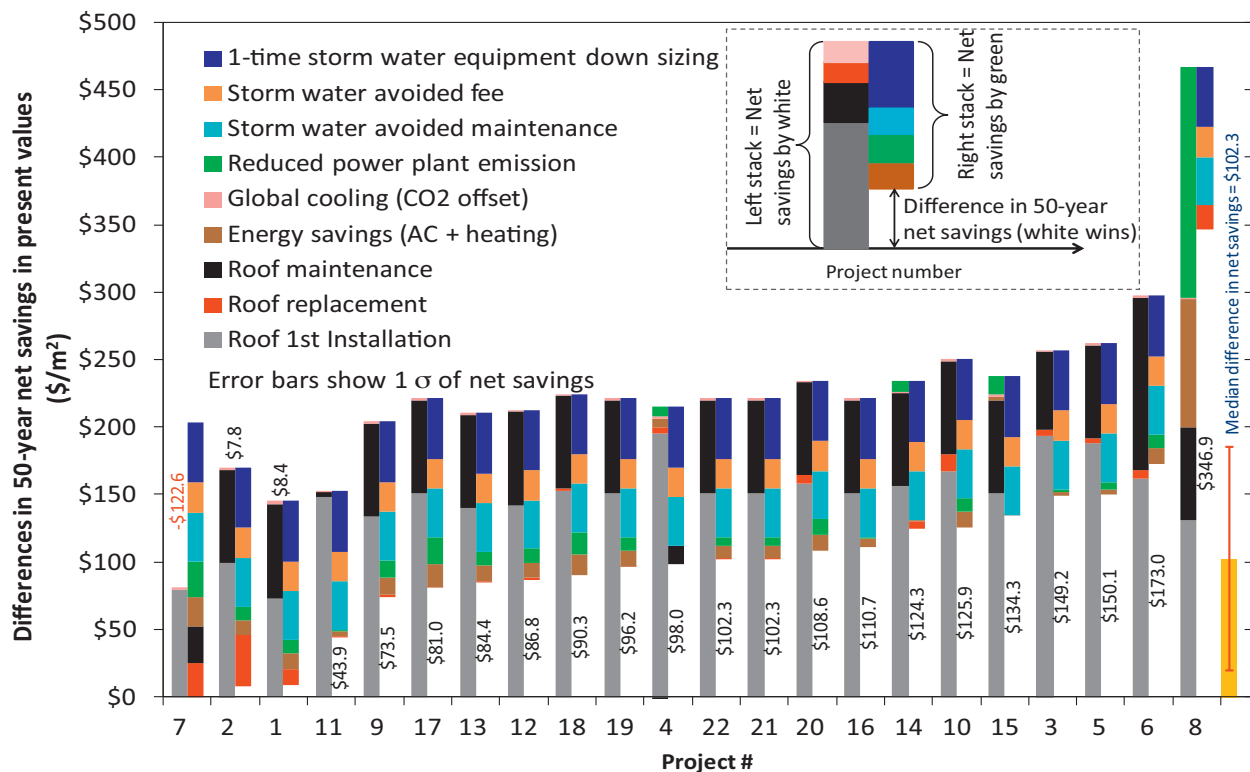 $500
$450
$400
$350
$300
$250
$200
$150
$100
$50
$0
Differences in 50-year net savings in present values
($/m²)
1-time storm water equipment down sizing
Storm water avoided fee
Storm water avoided maintenance
Reduced power plant emission
Global cooling (CO2 offset)
Energy savings (AC + heating)
Roof maintenance
Roof replacement
Roof 1st Installation
Error bars show 1 σ of net savings
Left stack = Net
savings by white
Right stack = Net
savings by green
Difference in 50-year
net savings (white wins)
Project number
Median difference in net savings = $102.3
-$122.6
$7.8
$8.4
$43.9
$73.5
$81.0
$84.4
$86.8
$90.3
$96.2
$98.0
$102.3
$102.3
$108.6
$110.7
$124.3
$125.9
$134.3
$149.2
$150.1
$173.0
$346.9
7 2 1 11 9 17 13 12 18 19 4 22 21 20 16 14 10 15 3 5 6 8
Project #